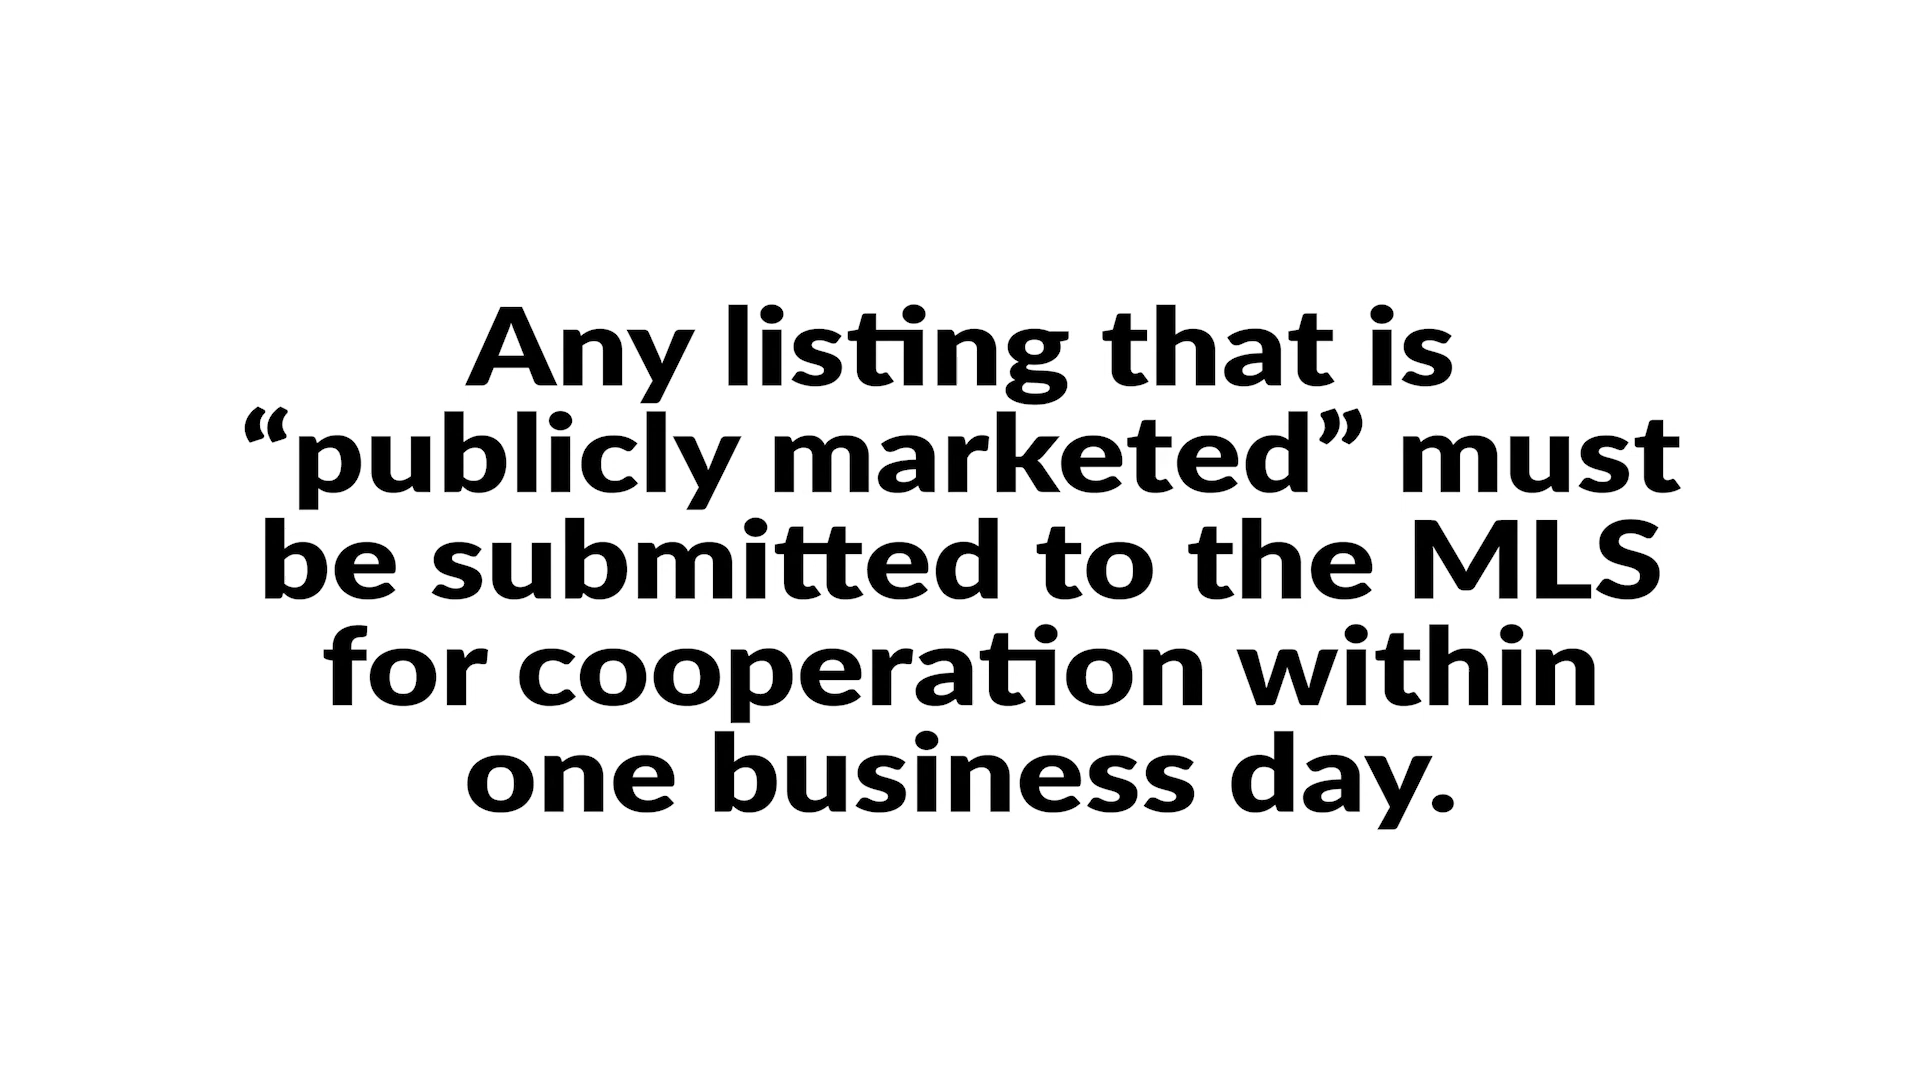 Any listing that is
“publicly marketed” must
be submitted to the MLS
for cooperation within
one business day.